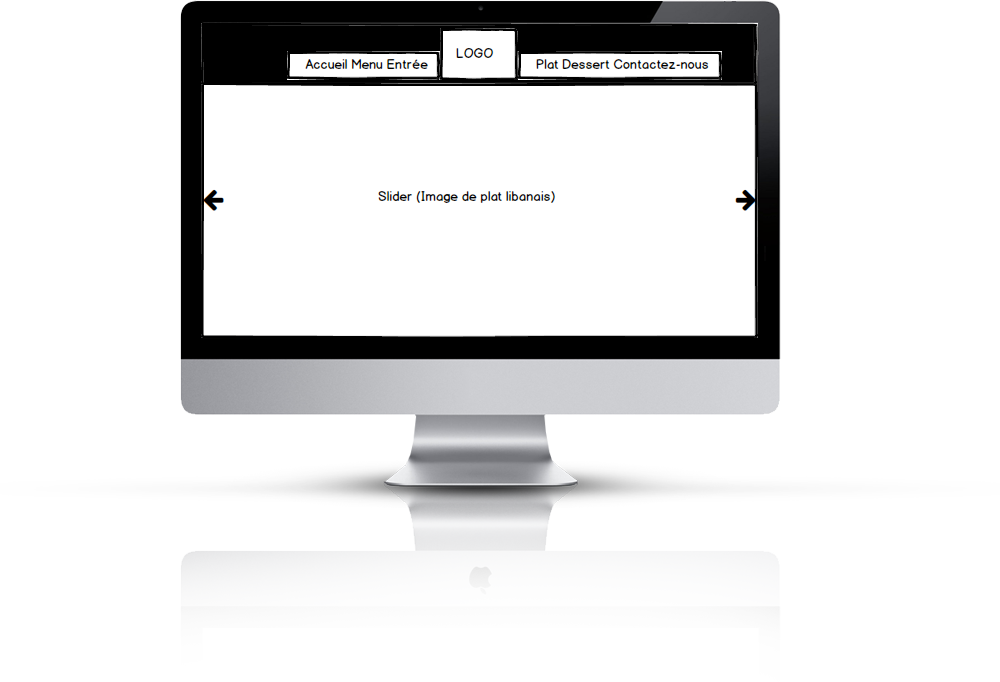 LOGO
Accueil Menu Entrée
Plat Dessert Contactez-nous
Slider (Image de plat libanais)